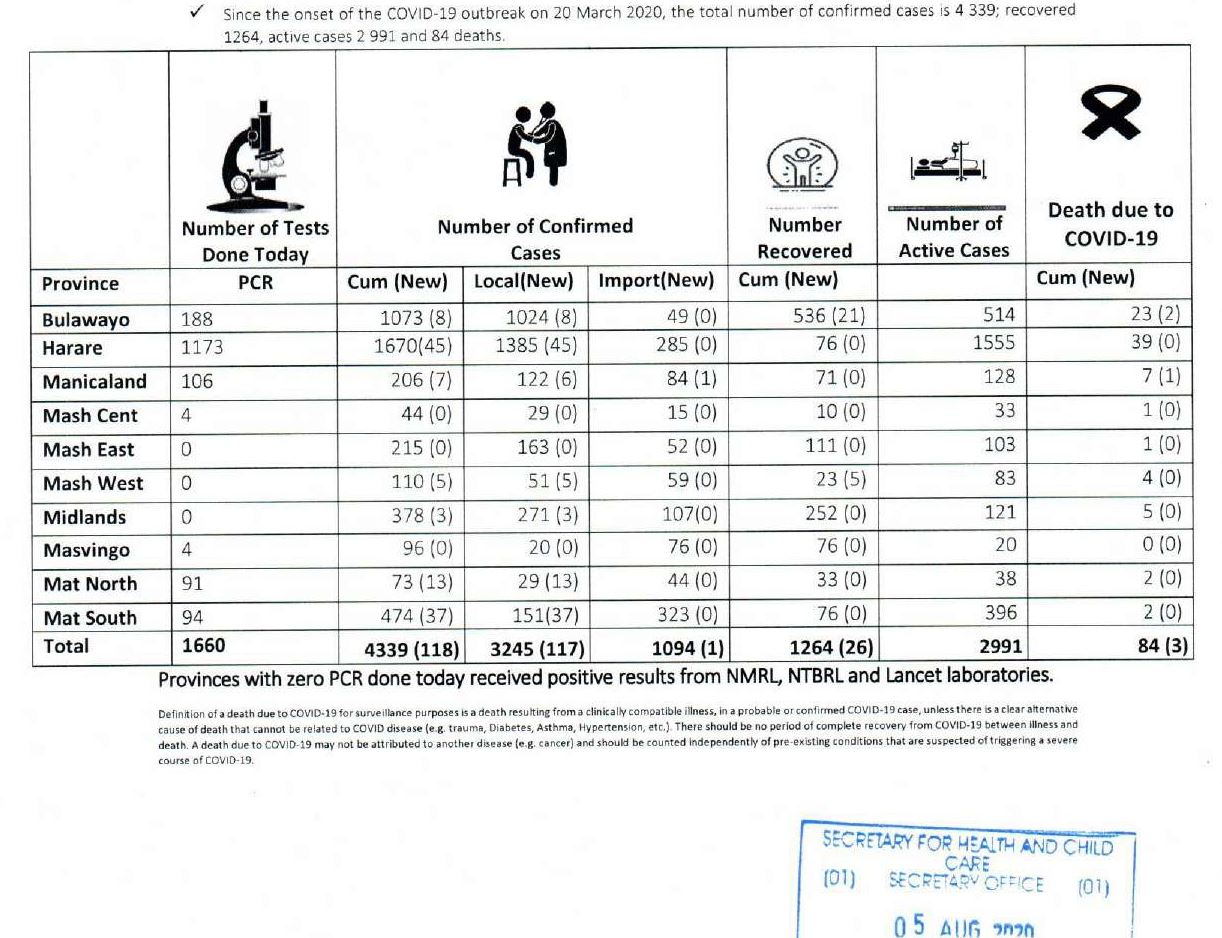 ✓ Since the onset of the COVID-19 outbreak on 20 March 2020, the total number of confirmed cases is 4 339; recovered
1264, active cases 2 991 and 84 deaths.
Number of Tests Done Today | Number of Confirmed Cases | Number Recovered | Number of Active Cases | Death due to COVID-19
Province | PCR | Cum (New) | Local(New) | Import(New) | Cum (New) | | Cum (New)
Bulawayo | 188 | 1073 (8) | 1024 (8) | 49 (0) | 536 (21) | 514 | 23 (2)
Harare | 1173 | 1670(45) | 1385 (45) | 285 (0) | 76 (0) | 1555 | 39 (0)
Manicaland | 106 | 206 (7) | 122 (6) | 84 (1) | 71 (0) | 128 | 7 (1)
Mash Cent | 4 | 44 (0) | 29 (0) | 15 (0) | 10 (0) | 33 | 1 (0)
Mash East | 0 | 215 (0) | 163 (0) | 52 (0) | 111 (0) | 103 | 1 (0)
Mash West | 0 | 110 (5) | 51 (5) | 59 (0) | 23 (5) | 83 | 4 (0)
Midlands | 0 | 378 (3) | 271 (3) | 107(0) | 252 (0) | 121 | 5 (0)
Masvingo | 4 | 96 (0) | 20 (0) | 76 (0) | 76 (0) | 20 | 0 (0)
Mat North | 91 | 73 (13) | 29 (13) | 44 (0) | 33 (0) | 38 | 2 (0)
Mat South | 94 | 474 (37) | 151(37) | 323 (0) | 76 (0) | 396 | 2 (0)
Total | 1660 | 4339 (118) | 3245 (117) | 1094 (1) | 1264 (26) | 2991 | 84 (3)
Provinces with zero PCR done today received positive results from NMRL, NTBRL and Lancet laboratories.
Definition of a death due to COVID-19 for surveillance purposes is a death resulting from a clinically compatible illness, in a probable or confirmed COVID-19 case, unless there is a clear alternative
cause of death that cannot be related to COVID disease (e.g. trauma, Diabetes, Asthma, Hypertension, etc.). There should be no period of complete recovery from COVID-19 between illness and
death. A death due to COVID-19 may not be attributed to another disease (e.g. cancer) and should be counted independently of pre-existing conditions that are suspected of triggering a severe
course of COVID-19.
SECRETARY FOR HEALTH AND CHILD
CARE
(01) SECRETARY OFFICE (01)
05 AUG 2020